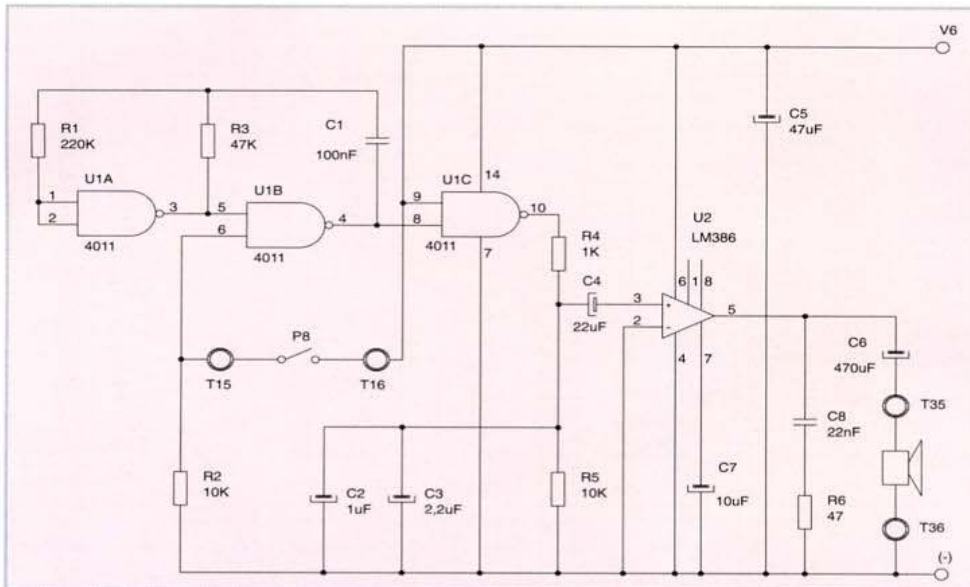 V6
R1
220K
R3
47K
C1
100nF
C5
47uF
U1A
U1B
U1C
14
1
2
3
5
6
4
9
8
10
7
4011
4011
4011
R4
1K
U2
LM386
C4
22uF
3
2
6
1
8
5
4
7
P8
T15
T16
C6
470uF
T35
C8
22nF
R2
10K
C2
1uF
C3
2,2uF
R5
10K
C7
10uF
R6
47
T36
(-)